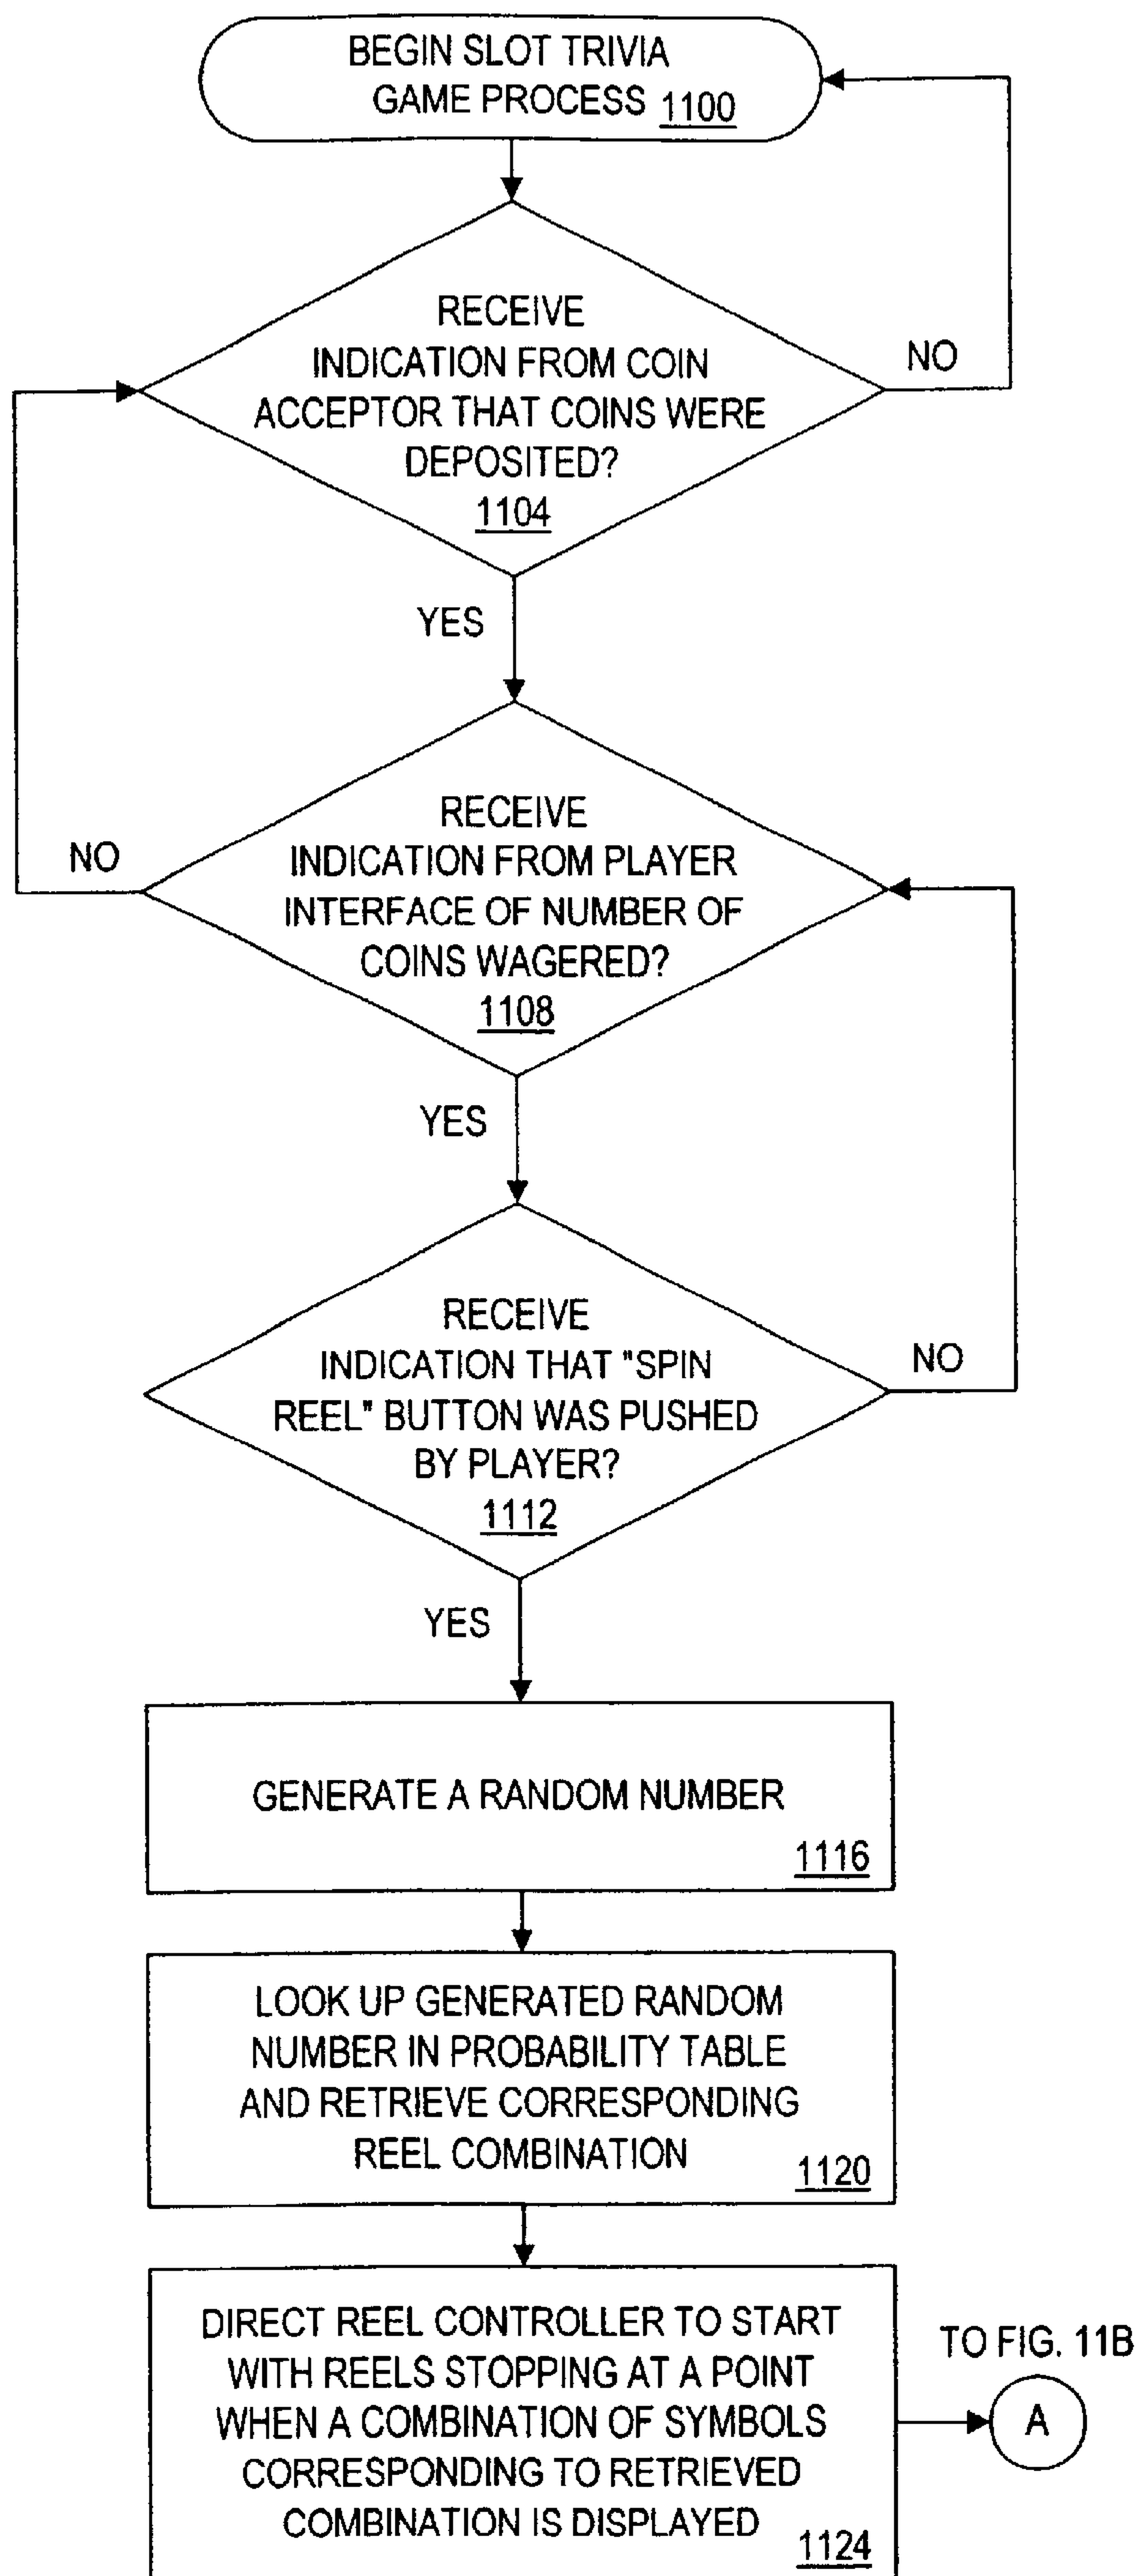 BEGIN SLOT TRIVIA
GAME PROCESS 1100
RECEIVE
INDICATION FROM COIN
ACCEPTOR THAT COINS WERE
DEPOSITED?
1104
NO
YES
RECEIVE
INDICATION FROM PLAYER
INTERFACE OF NUMBER OF
COINS WAGERED?
1108
NO
YES
RECEIVE
INDICATION THAT "SPIN
REEL" BUTTON WAS PUSHED
BY PLAYER?
1112
NO
YES
GENERATE A RANDOM NUMBER
1116
LOOK UP GENERATED RANDOM
NUMBER IN PROBABILITY TABLE
AND RETRIEVE CORRESPONDING
REEL COMBINATION
1120
DIRECT REEL CONTROLLER TO START
WITH REELS STOPPING AT A POINT
WHEN A COMBINATION OF SYMBOLS
CORRESPONDING TO RETRIEVED
COMBINATION IS DISPLAYED
1124
TO FIG. 11B
A